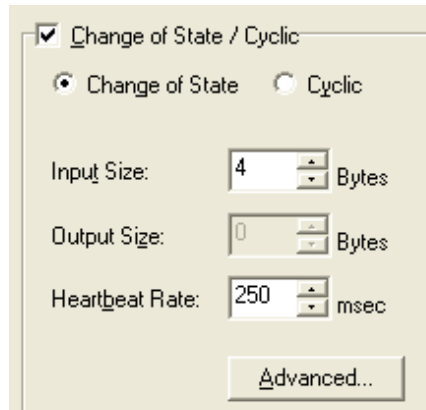 Change of State / Cyclic
Change of State Cyclic
Input Size: 4 Bytes
Output Size: 0 Bytes
Heartbeat Rate: 250 msec
Advanced...